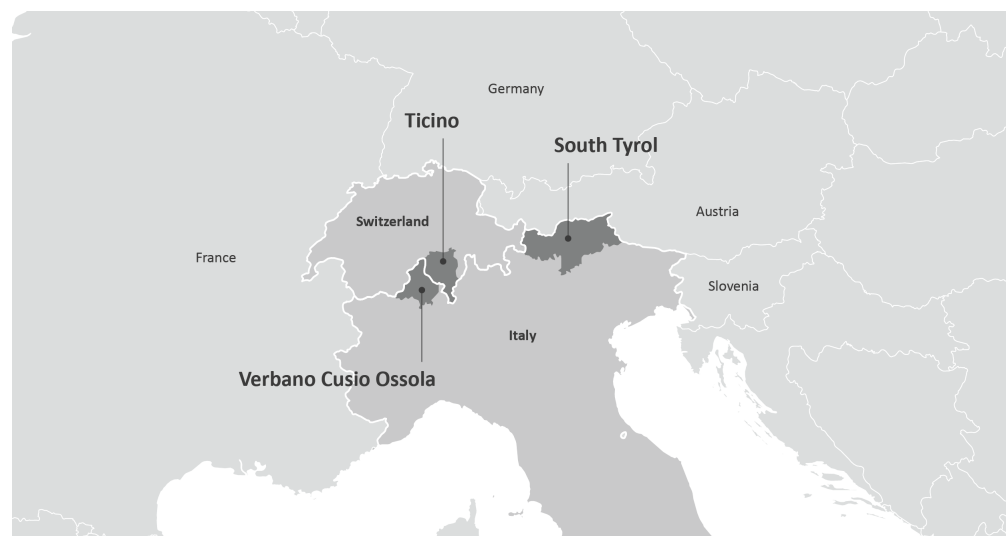 Germany
Ticino
South Tyrol
Austria
Switzerland
France
Slovenia
Italy
Verbano Cusio Ossola